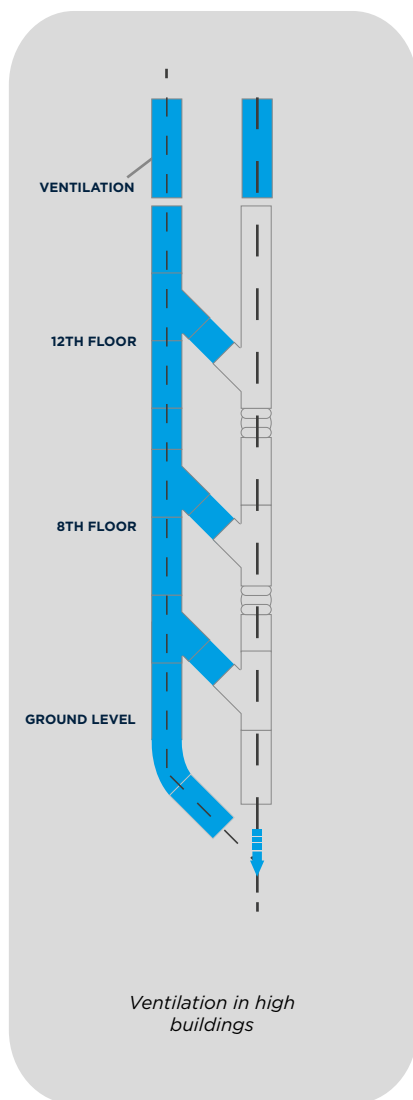 VENTILATION
12TH FLOOR
8TH FLOOR
GROUND LEVEL
Ventilation in high
buildings